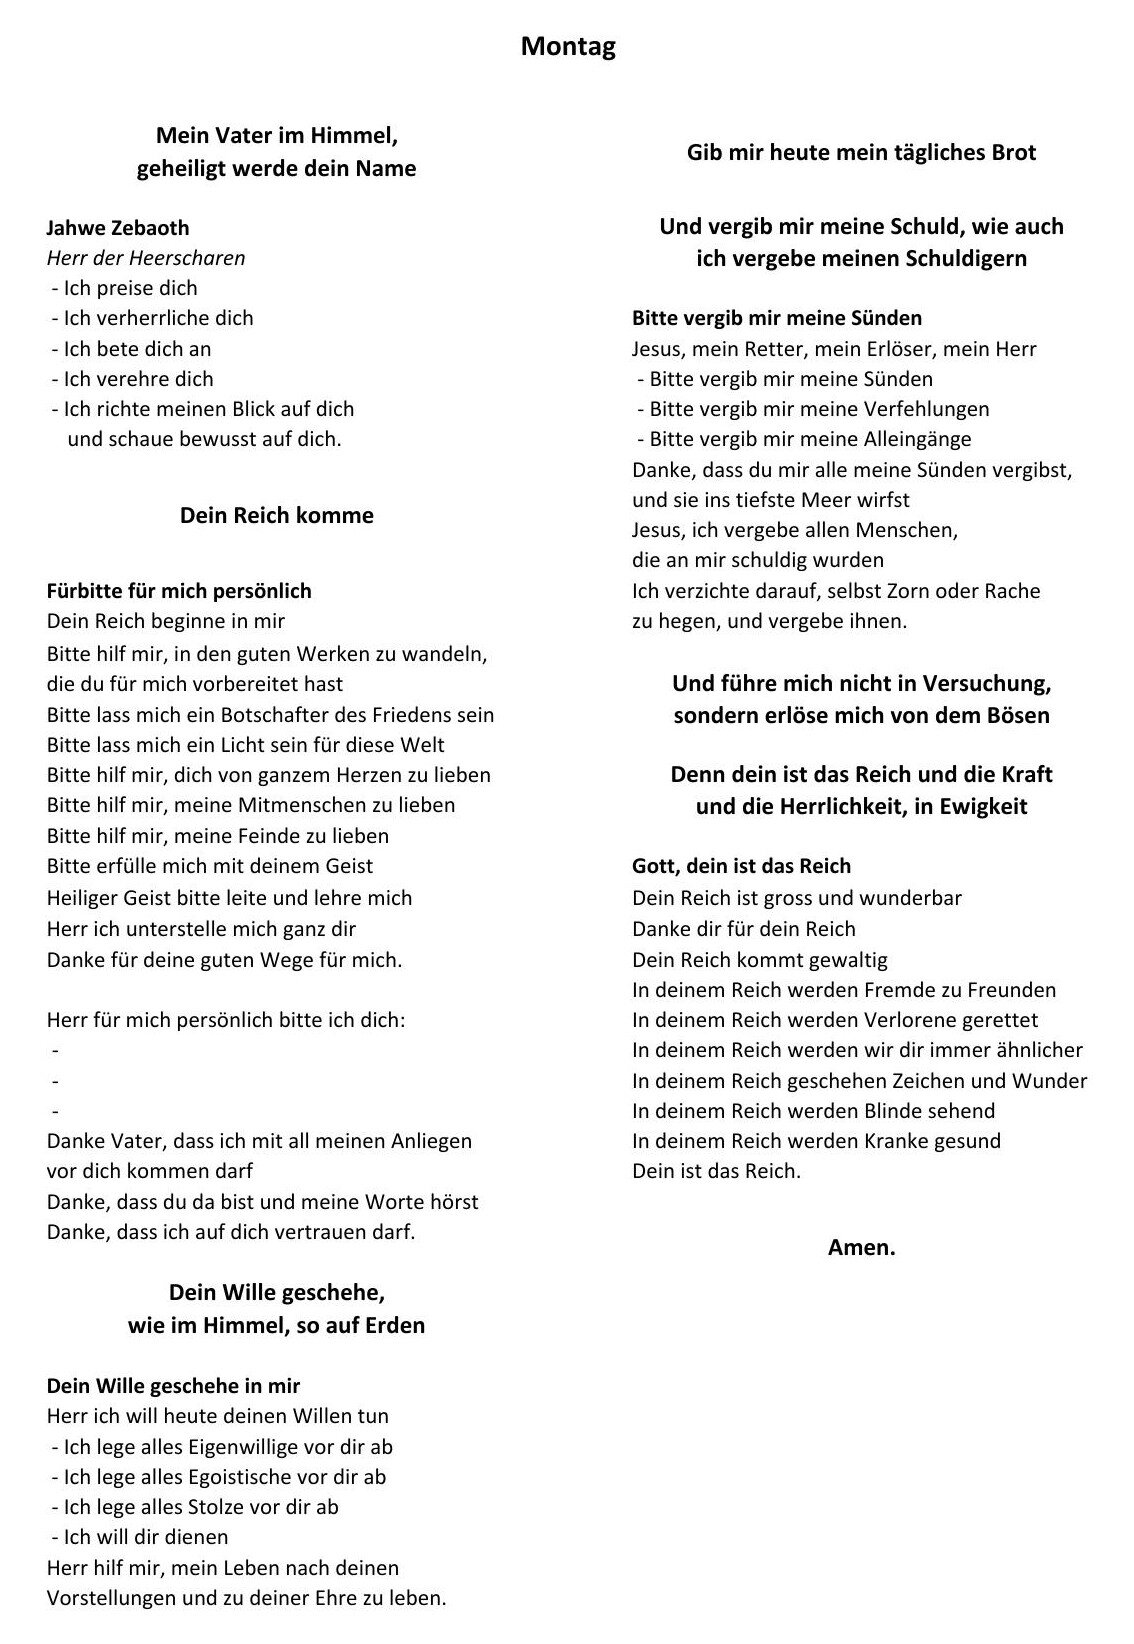 Montag
Mein Vater im Himmel,
geheiligt werde dein Name
Jahwe Zebaoth
Herr der Heerscharen
- Ich preise dich
- Ich verherrliche dich
- Ich bete dich an
- Ich verehre dich
- Ich richte meinen Blick auf dich
und schaue bewusst auf dich.
Dein Reich komme
Fürbitte für mich persönlich
Dein Reich beginne in mir
Bitte hilf mir, in den guten Werken zu wandeln,
die du für mich vorbereitet hast
Bitte lass mich ein Botschafter des Friedens sein
Bitte lass mich ein Licht sein für diese Welt
Bitte hilf mir, dich von ganzem Herzen zu lieben
Bitte hilf mir, meine Mitmenschen zu lieben
Bitte hilf mir, meine Feinde zu lieben
Bitte erfülle mich mit deinem Geist
Heiliger Geist bitte leite und lehre mich
Herr ich unterstelle mich ganz dir
Danke für deine guten Wege für mich.
Herr für mich persönlich bitte ich dich:
-
-
-
Danke Vater, dass ich mit all meinen Anliegen
vor dich kommen darf
Danke, dass du da bist und meine Worte hörst
Danke, dass ich auf dich vertrauen darf.
Dein Wille geschehe,
wie im Himmel, so auf Erden
Dein Wille geschehe in mir
Herr ich will heute deinen Willen tun
- Ich lege alles Eigenwillige vor dir ab
- Ich lege alles Egoistische vor dir ab
- Ich lege alles Stolze vor dir ab
- Ich will dir dienen
Herr hilf mir, mein Leben nach deinen
Vorstellungen und zu deiner Ehre zu leben.
Gib mir heute mein tägliches Brot
Und vergib mir meine Schuld, wie auch
ich vergebe meinen Schuldigern
Bitte vergib mir meine Sünden
Jesus, mein Retter, mein Erlöser, mein Herr
- Bitte vergib mir meine Sünden
- Bitte vergib mir meine Verfehlungen
- Bitte vergib mir meine Alleingänge
Danke, dass du mir alle meine Sünden vergibst,
und sie ins tiefste Meer wirfst
Jesus, ich vergebe allen Menschen,
die an mir schuldig wurden
Ich verzichte darauf, selbst Zorn oder Rache
zu hegen, und vergebe ihnen.
Und führe mich nicht in Versuchung,
sondern erlöse mich von dem Bösen
Denn dein ist das Reich und die Kraft
und die Herrlichkeit, in Ewigkeit
Gott, dein ist das Reich
Dein Reich ist gross und wunderbar
Danke dir für dein Reich
Dein Reich kommt gewaltig
In deinem Reich werden Fremde zu Freunden
In deinem Reich werden Verlorene gerettet
In deinem Reich werden wir dir immer ähnlicher
In deinem Reich geschehen Zeichen und Wunder
In deinem Reich werden Blinde sehend
In deinem Reich werden Kranke gesund
Dein ist das Reich.
Amen.